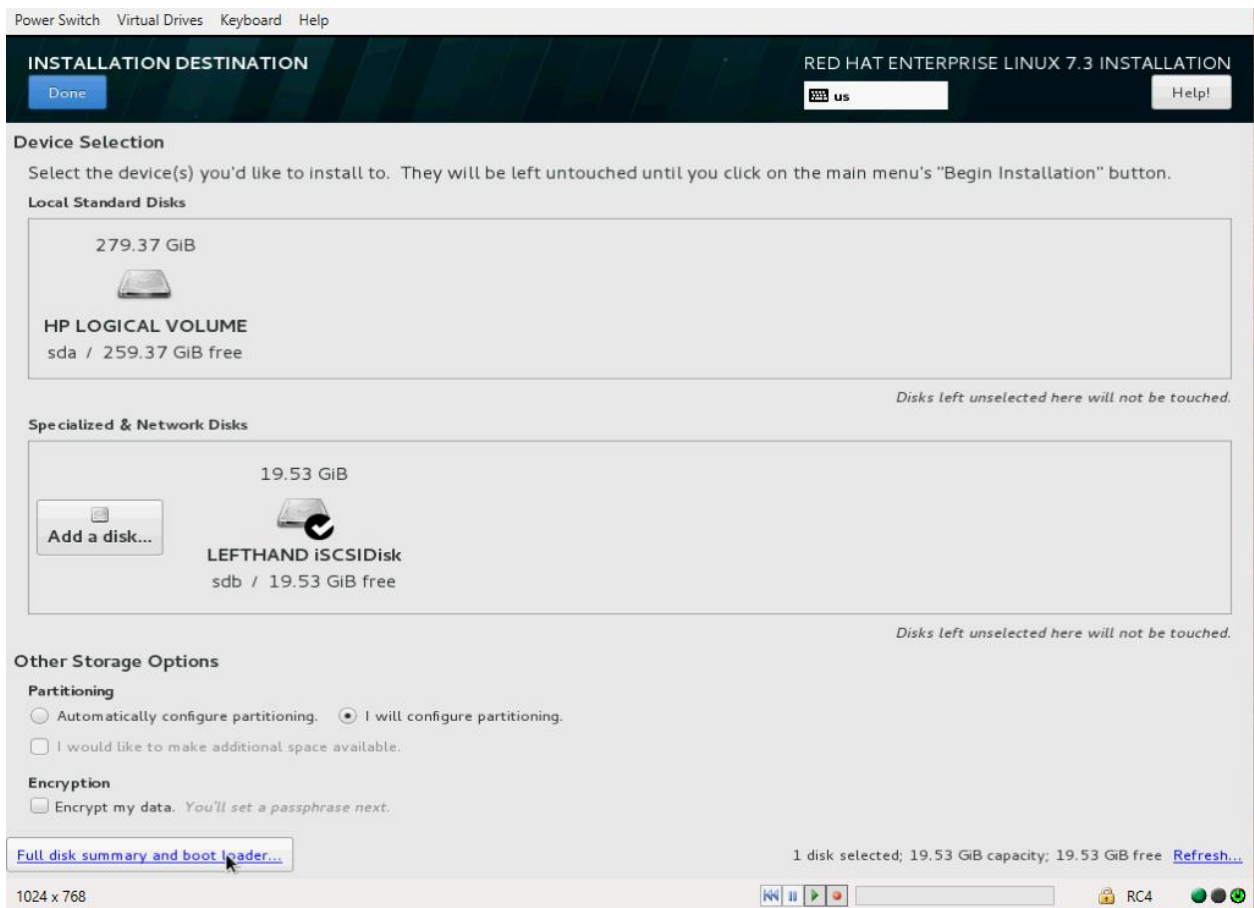 Power Switch Virtual Drives Keyboard Help
INSTALLATION DESTINATION
RED HAT ENTERPRISE LINUX 7.3 INSTALLATION
Done
us
Help!
Device Selection
Select the device(s) you'd like to install to. They will be left untouched until you click on the main menu's "Begin Installation" button.
Local Standard Disks
279.37 GiB
HP LOGICAL VOLUME
sda / 259.37 GiB free
Disks left unselected here will not be touched.
Specialized & Network Disks
19.53 GiB
Add a disk...
LEFTHAND iSCSIDisk
sdb / 19.53 GiB free
Disks left unselected here will not be touched.
Other Storage Options
Partitioning
Automatically configure partitioning. I will configure partitioning.
I would like to make additional space available.
Encryption
Encrypt my data. You'll set a passphrase next.
Full disk summary and boot loader...
1 disk selected; 19.53 GiB capacity; 19.53 GiB free Refresh...
1024 x 768
RC4